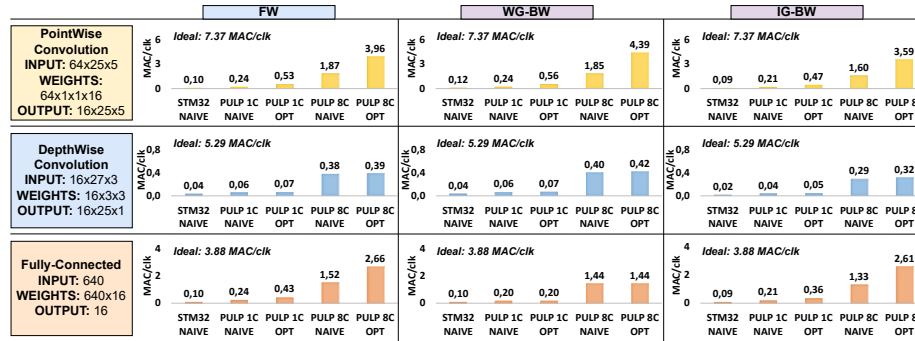 FW
WG-BW
IG-BW
PointWise
Convolution
INPUT: 64x25x5
WEIGHTS:
64x1x1x16
OUTPUT: 16x25x5
MAC/clk
6
3
0
Ideal: 7.37 MAC/clk
0,10
0,24
0,53
1,87
3,96
STM32 PULP 1C PULP 1C PULP 8C PULP 8C
NAIVE NAIVE OPT NAIVE OPT
MAC/clk
6
3
0
Ideal: 7.37 MAC/clk
0,12
0,24
0,56
1,85
4,39
STM32 PULP 1C PULP 1C PULP 8C PULP 8C
NAIVE NAIVE OPT NAIVE OPT
MAC/clk
6
3
0
Ideal: 7.37 MAC/clk
0,09
0,21
0,47
1,60
3,59
STM32 PULP 1C PULP 1C PULP 8C PULP 8
NAIVE NAIVE OPT NAIVE OPT
DepthWise
Convolution
INPUT: 16x27x3
WEIGHTS: 16x3x3
OUTPUT: 16x25x1
MAC/clk
0,8
0,4
0,0
Ideal: 5.29 MAC/clk
0,04
0,06
0,07
0,38
0,39
STM32 PULP 1C PULP 1C PULP 8C PULP 8C
NAIVE NAIVE OPT NAIVE OPT
MAC/clk
0,8
0,4
0,0
Ideal: 5.29 MAC/clk
0,04
0,06
0,07
0,40
0,42
STM32 PULP 1C PULP 1C PULP 8C PULP 8C
NAIVE NAIVE OPT NAIVE OPT
MAC/clk
0,8
0,4
0,0
Ideal: 5.29 MAC/clk
0,02
0,04
0,05
0,29
0,32
STM32 PULP 1C PULP 1C PULP 8C PULP 8
NAIVE NAIVE OPT NAIVE OPT
Fully-Connected
INPUT: 640
WEIGHTS: 640x16
OUTPUT: 16
MAC/clk
4
2
0
Ideal: 3.88 MAC/clk
0,10
0,24
0,43
1,52
2,66
STM32 PULP 1C PULP 1C PULP 8C PULP 8C
NAIVE NAIVE OPT NAIVE OPT
MAC/clk
4
2
0
Ideal: 3.88 MAC/clk
0,10
0,20
0,20
1,44
1,44
STM32 PULP 1C PULP 1C PULP 8C PULP 8C
NAIVE NAIVE OPT NAIVE OPT
MAC/clk
4
2
0
Ideal: 3.88 MAC/clk
0,09
0,21
0,36
1,33
2,61
STM32 PULP 1C PULP 1C PULP 8C PULP 8
NAIVE NAIVE OPT NAIVE OPT